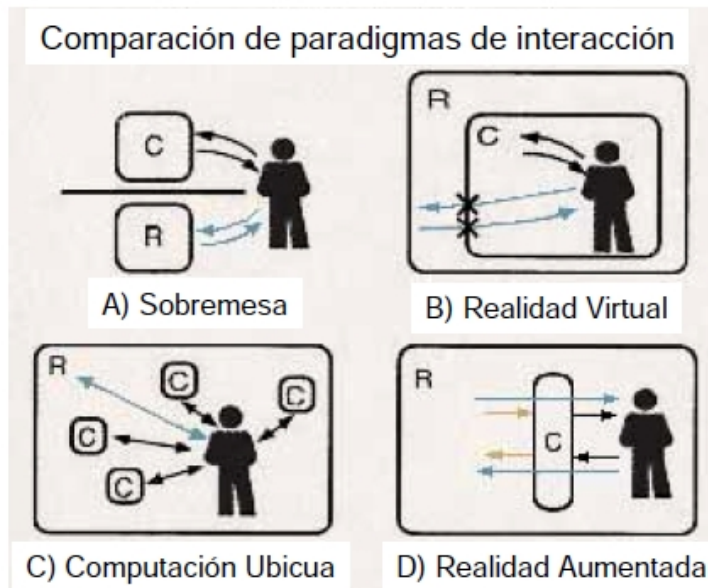 Comparación de paradigmas de interacción
C
R
A) Sobremesa
R
C
B) Realidad Virtual
R
C
C
C
C
C) Computación Ubicua
R
C
D) Realidad Aumentada